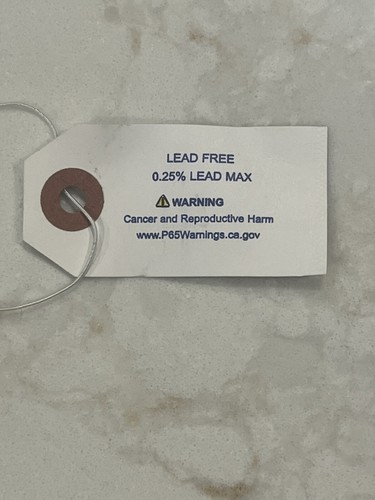 LEAD FREE
0.25% LEAD MAX
⚠WARNING
Cancer and Reproductive Harm
www.P65Warnings.ca.gov